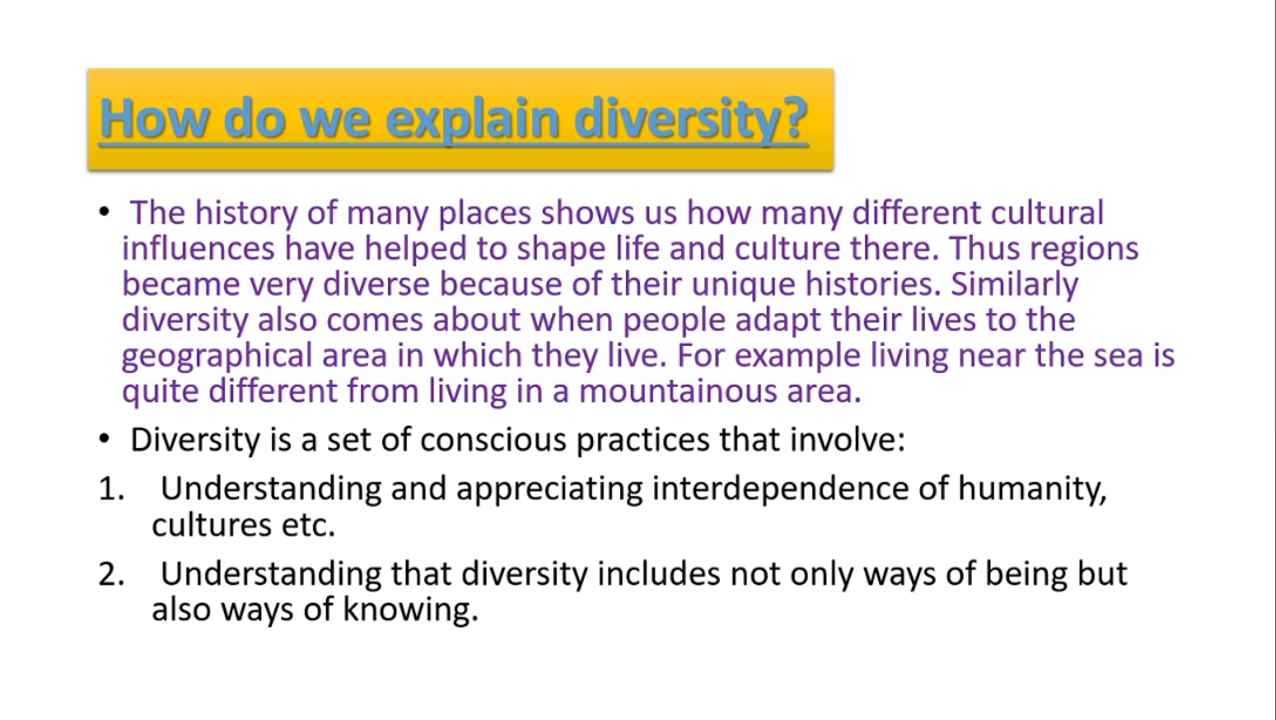 How do we explain diversity?
• The history of many places shows us how many different cultural
influences have helped to shape life and culture there. Thus regions
became very diverse because of their unique histories. Similarly
diversity also comes about when people adapt their lives to the
geographical area in which they live. For example living near the sea is
quite different from living in a mountainous area.
• Diversity is a set of conscious practices that involve:
1. Understanding and appreciating interdependence of humanity,
cultures etc.
2. Understanding that diversity includes not only ways of being but
also ways of knowing.